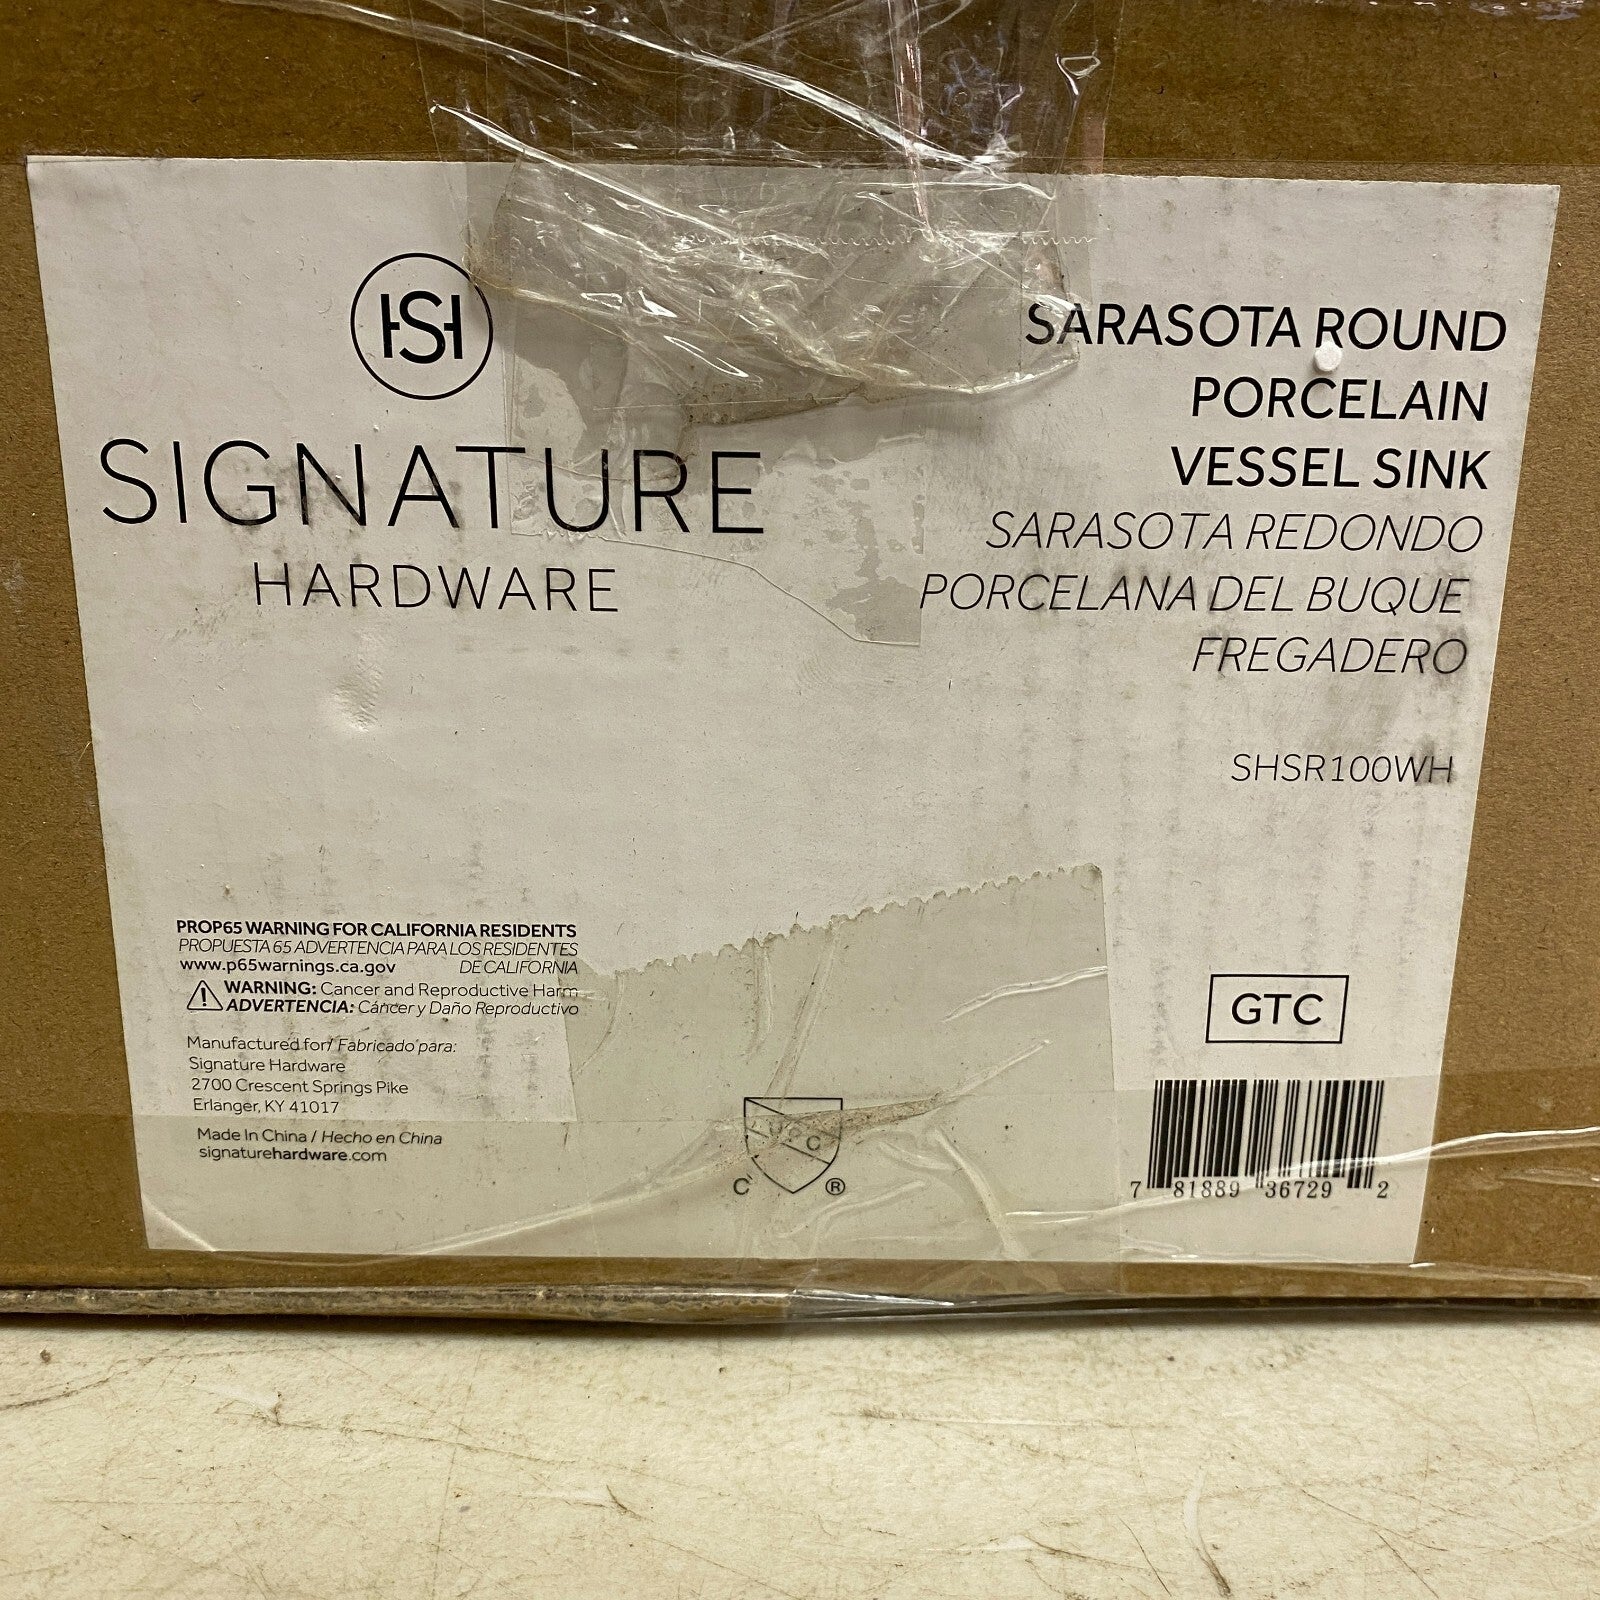 HSH
SIGNATURE
HARDWARE
SARASOTA ROUND
PORCELAIN
VESSEL SINK
SARASOTA REDONDO
PORCELANA DEL BUQUE
FREGADERO
SHSR100WH
PROP65 WARNING FOR CALIFORNIA RESIDENTS
PROPUESTA 65 ADVERTENCIA PARA LOS RESIDENTES
www.p65warnings.ca.gov DE CALIFORNIA
WARNING: Cancer and Reproductive Harm
ADVERTENCIA: Cáncer y Daño Reproductivo
Manufactured for/ Fabricado para:
Signature Hardware
2700 Crescent Springs Pike
Erlanger, KY 41017
Made In China / Hecho en China
signaturehardware.com
UPC
C ®
GTC
7 81889 36729 2